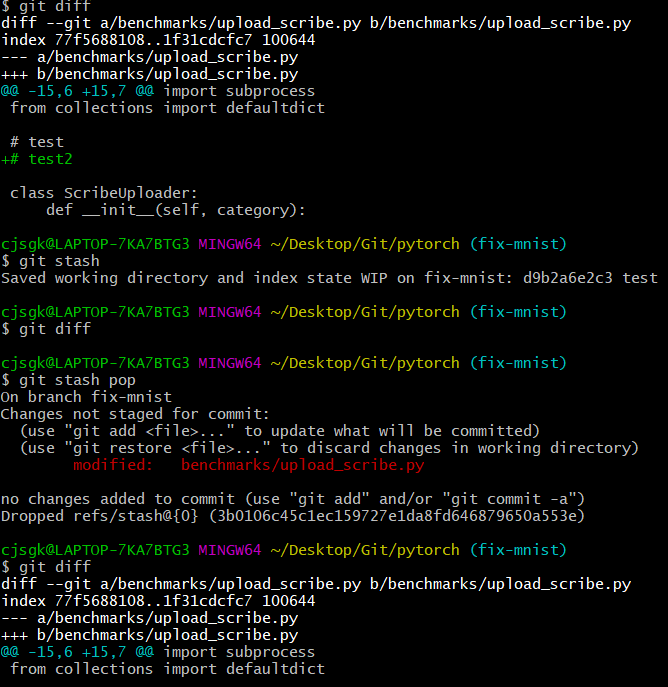 $ git diff
diff --git a/benchmarks/upload_scribe.py b/benchmarks/upload_scribe.py
index 77f5688108..1f31cdcfc7 100644
--- a/benchmarks/upload_scribe.py
+++ b/benchmarks/upload_scribe.py
@@ -15,6 +15,7 @@ import subprocess
 from collections import defaultdict

 # test
+# test2

 class ScribeUploader:
     def __init__(self, category):

cjsgk@LAPTOP-7KA7BTG3 MINGW64 ~/Desktop/Git/pytorch (fix-mnist)
$ git stash
Saved working directory and index state WIP on fix-mnist: d9b2a6e2c3 test

cjsgk@LAPTOP-7KA7BTG3 MINGW64 ~/Desktop/Git/pytorch (fix-mnist)
$ git diff

cjsgk@LAPTOP-7KA7BTG3 MINGW64 ~/Desktop/Git/pytorch (fix-mnist)
$ git stash pop
On branch fix-mnist
Changes not staged for commit:
  (use "git add <file>..." to update what will be committed)
  (use "git restore <file>..." to discard changes in working directory)
        modified:   benchmarks/upload_scribe.py

no changes added to commit (use "git add" and/or "git commit -a")
Dropped refs/stash@{0} (3b0106c45c1ec159727e1da8fd646879650a553e)

cjsgk@LAPTOP-7KA7BTG3 MINGW64 ~/Desktop/Git/pytorch (fix-mnist)
$ git diff
diff --git a/benchmarks/upload_scribe.py b/benchmarks/upload_scribe.py
index 77f5688108..1f31cdcfc7 100644
--- a/benchmarks/upload_scribe.py
+++ b/benchmarks/upload_scribe.py
@@ -15,6 +15,7 @@ import subprocess
 from collections import defaultdict